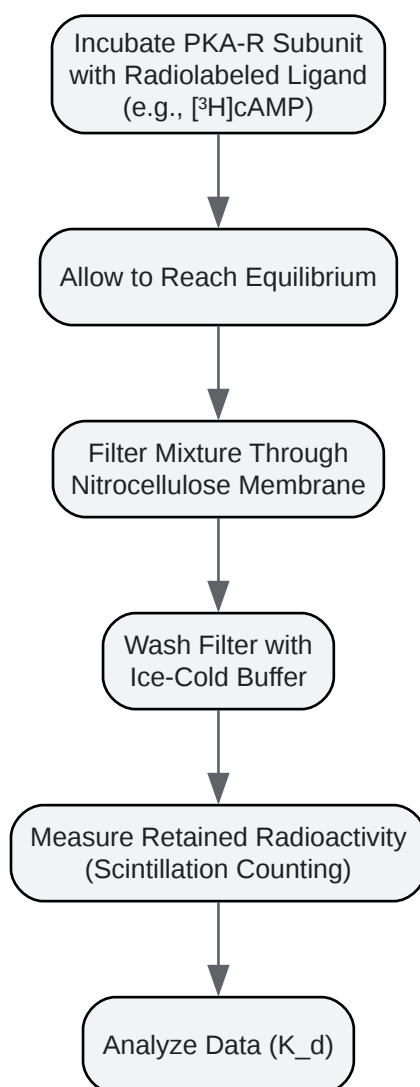 Incubate PKA-R Subunit
with Radiolabeled Ligand
(e.g., [³H]cAMP)
Allow to Reach Equilibrium
Filter Mixture Through
Nitrocellulose Membrane
Wash Filter with
Ice-Cold Buffer
Measure Retained Radioactivity
(Scintillation Counting)
Analyze Data (K_d)